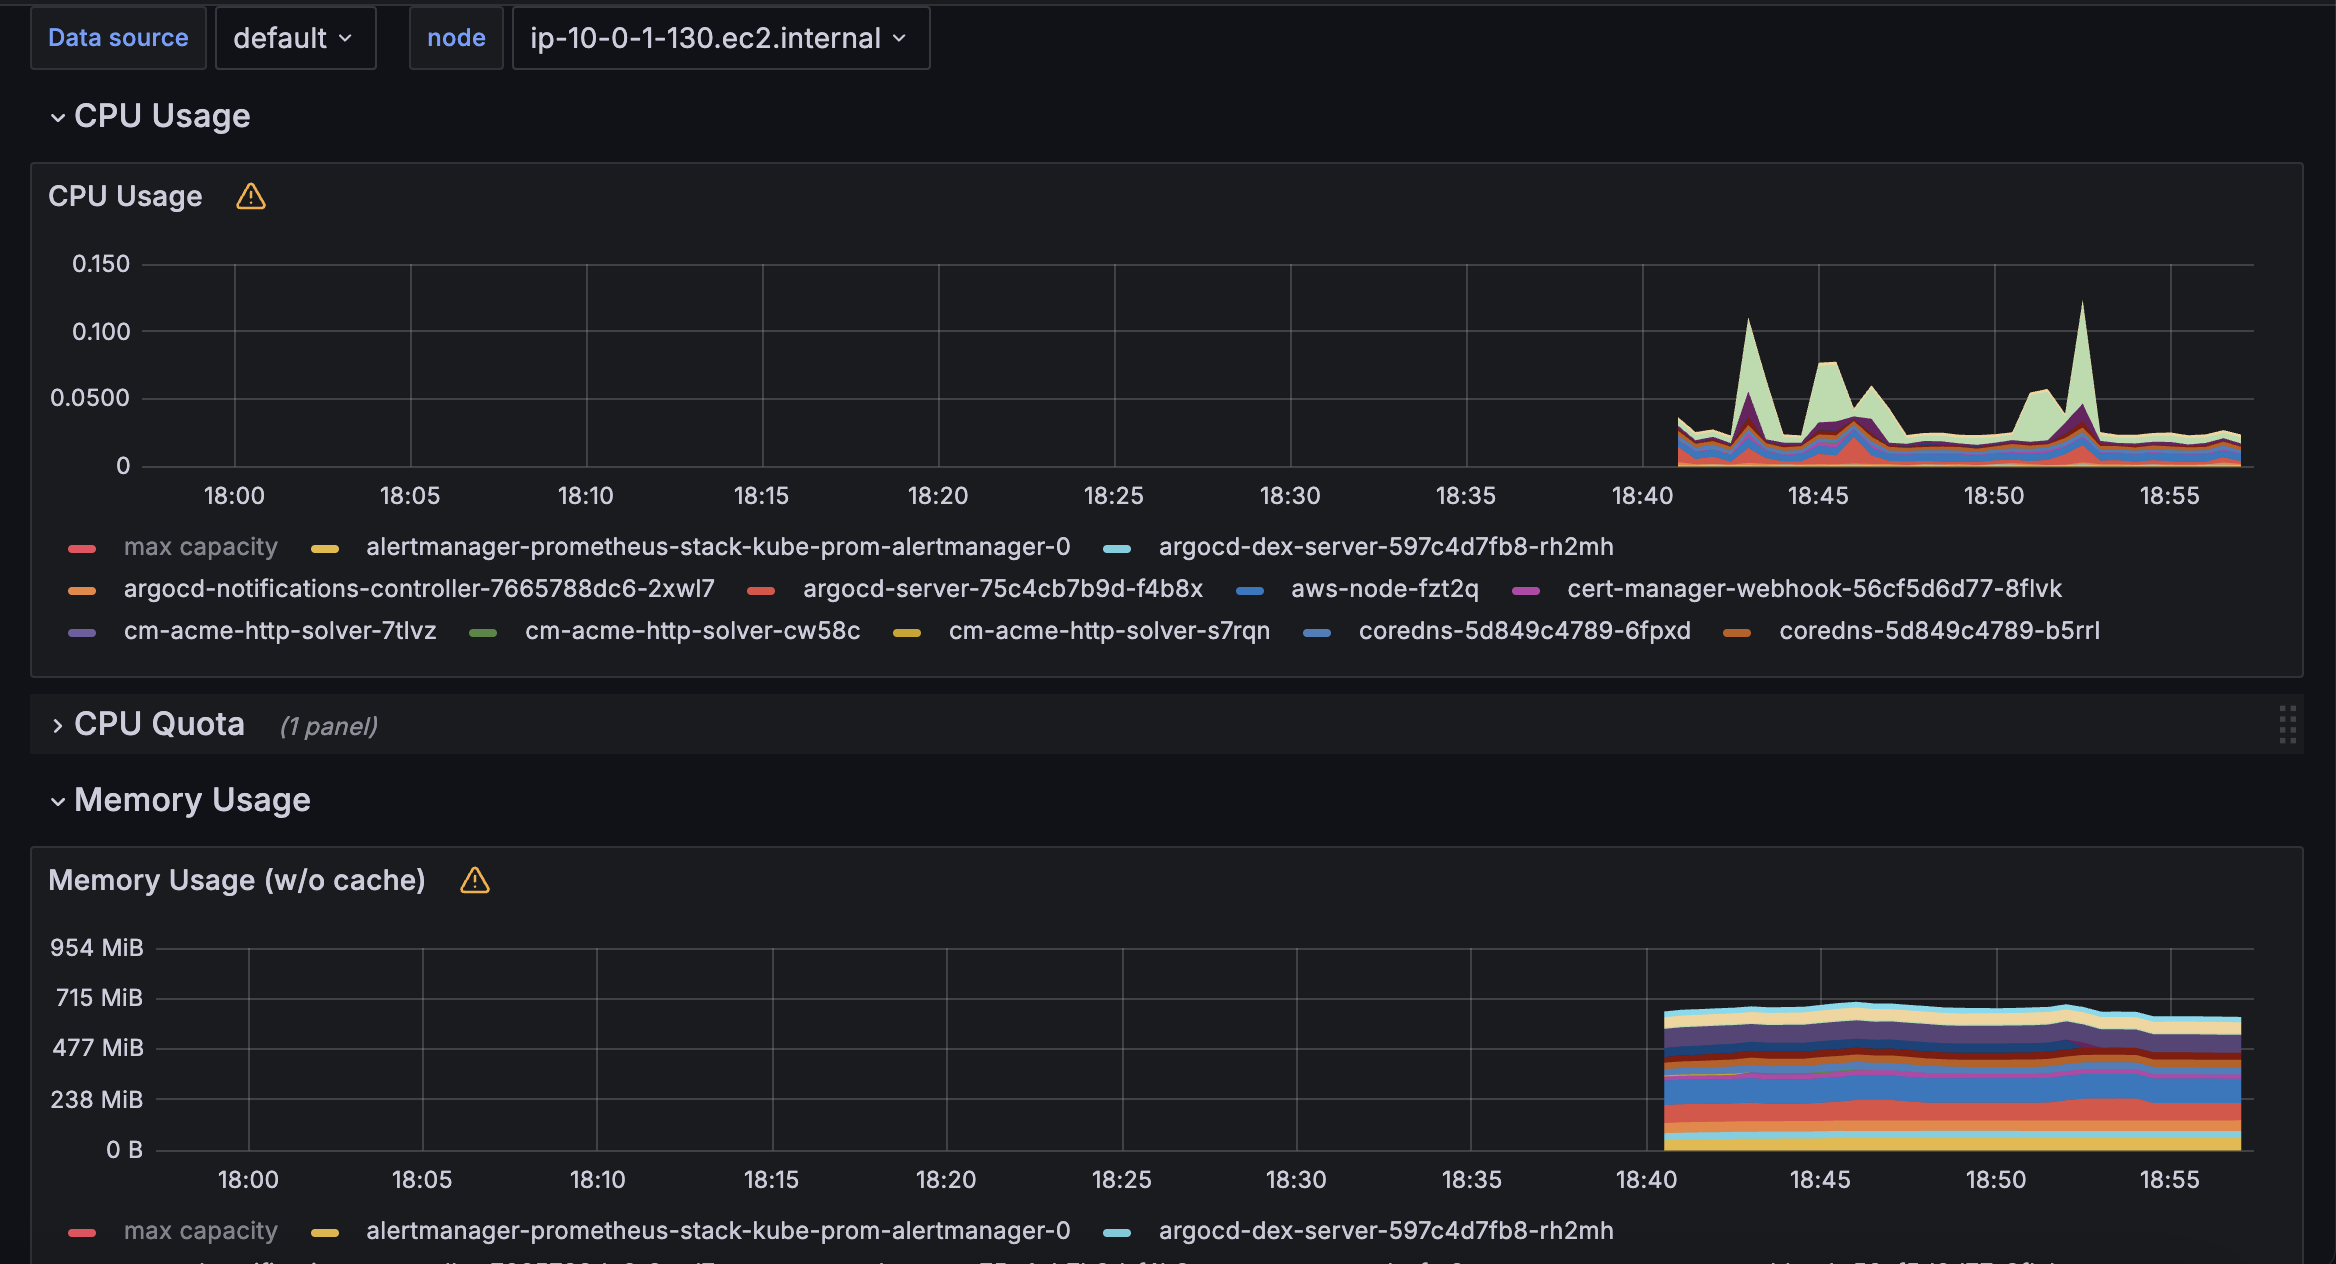 Data source default node ip-10-0-1-130.ec2.internal
CPU Usage
CPU Usage
0.150
0.100
0.0500
0
18:00 18:05 18:10 18:15 18:20 18:25 18:30 18:35 18:40 18:45 18:50 18:55
max capacity alertmanager-prometheus-stack-kube-prom-alertmanager-0 argocd-dex-server-597c4d7fb8-rh2mh
argocd-notifications-controller-7665788dc6-2xwl7 argocd-server-75c4cb7b9d-f4b8x aws-node-fzt2q cert-manager-webhook-56cf5d6d77-8flvk
cm-acme-http-solver-7tlvz cm-acme-http-solver-cw58c cm-acme-http-solver-s7rqn coredns-5d849c4789-6fpxd coredns-5d849c4789-b5rrl
CPU Quota (1 panel)
Memory Usage
Memory Usage (w/o cache)
954 MiB
715 MiB
477 MiB
238 MiB
0 B
18:00 18:05 18:10 18:15 18:20 18:25 18:30 18:35 18:40 18:45 18:50 18:55
max capacity alertmanager-prometheus-stack-kube-prom-alertmanager-0 argocd-dex-server-597c4d7fb8-rh2mh